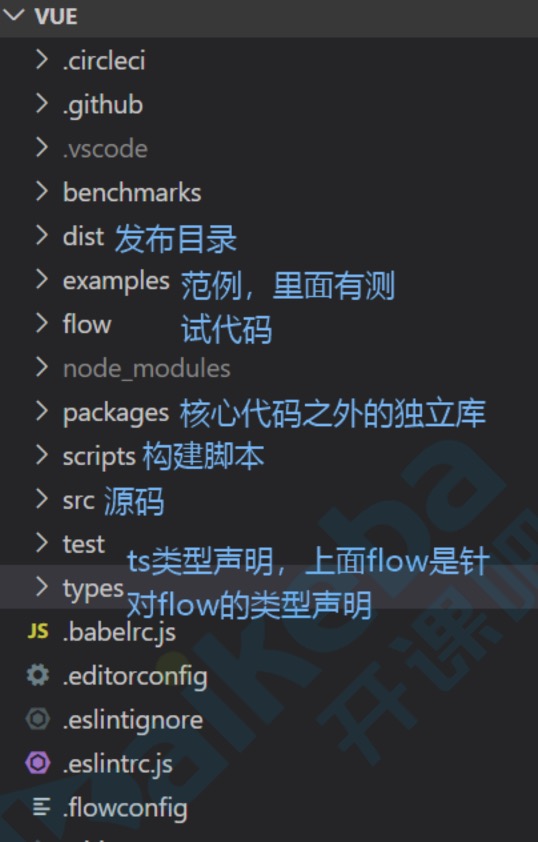 VUE
.circleci
.github
.vscode
benchmarks
dist 发布目录
examples 范例，里面有测
flow 试代码
node_modules
packages 核心代码之外的独立库
scripts 构建脚本
src 源码
test
ts类型声明，上面flow是针
types 对flow的类型声明
JS .babelrc.js
.editorconfig
.eslintignore
.eslintrc.js
.flowconfig
kaikeba
开课吧